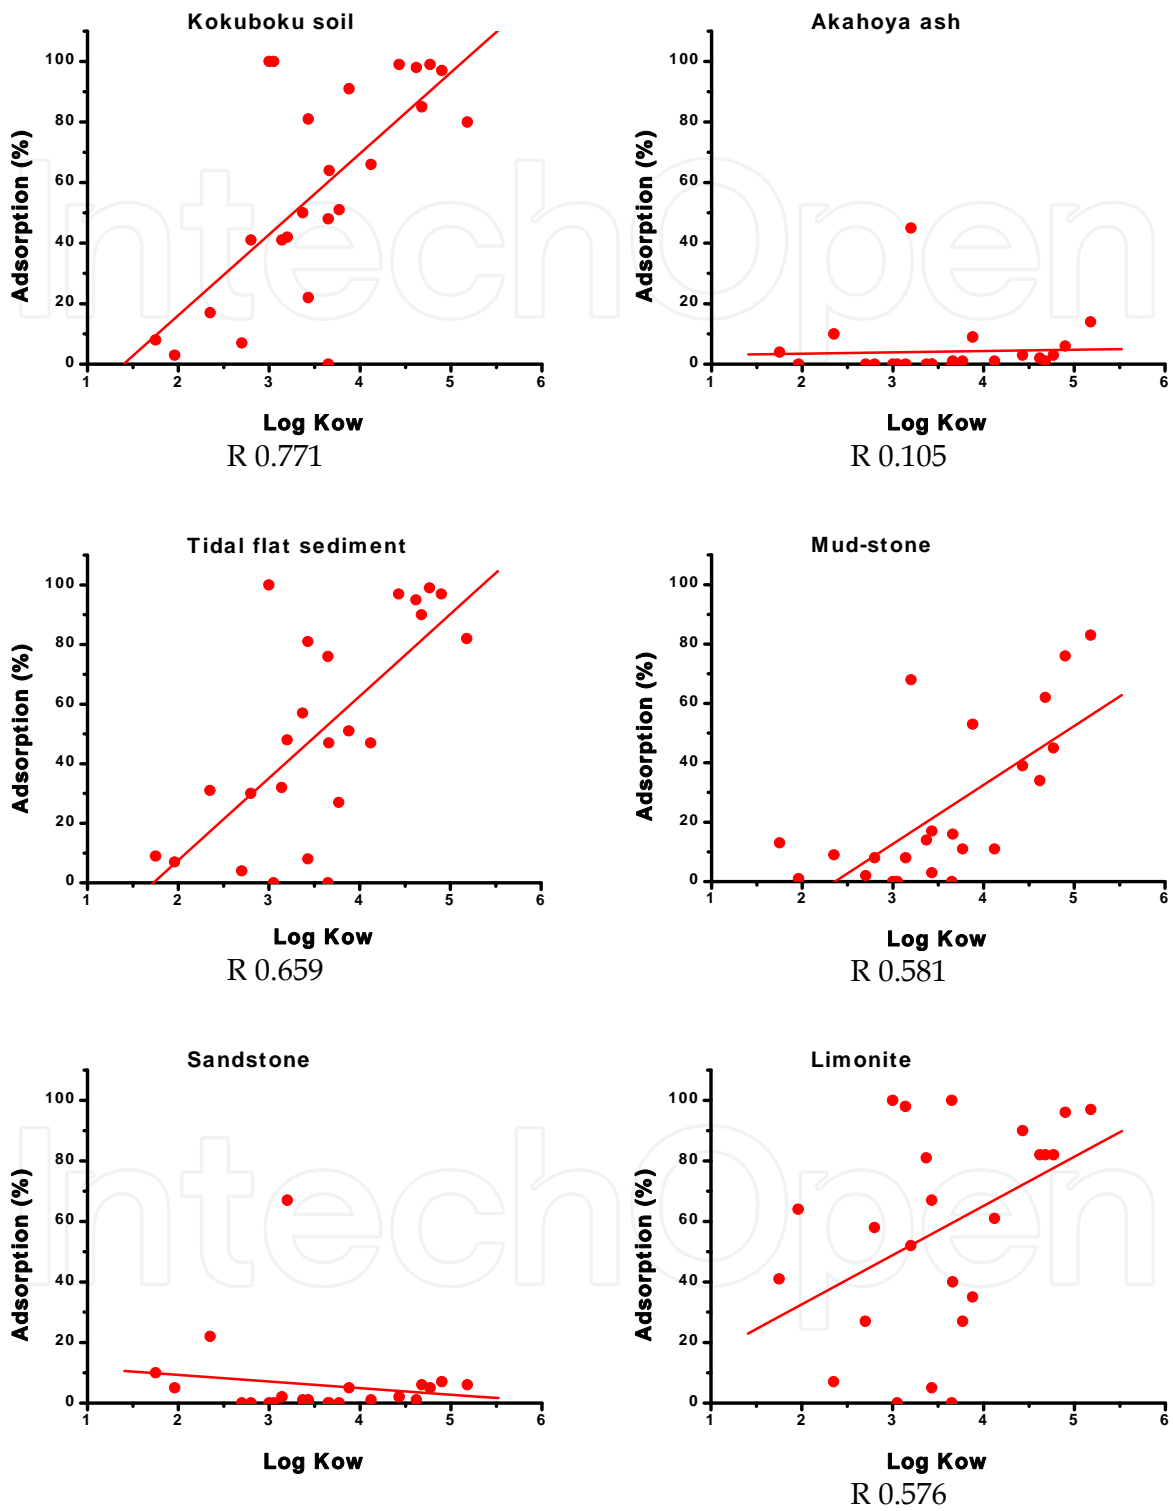 Kokuboku soil
Adsorption (%)
100
80
60
40
20
0
1 2 3 4 5 6
Log Kow
R 0.771
Akahoya ash
Adsorption (%)
100
80
60
40
20
0
1 2 3 4 5 6
Log Kow
R 0.105
Tidal flat sediment
Adsorption (%)
100
80
60
40
20
0
1 2 3 4 5 6
Log Kow
R 0.659
Mud-stone
Adsorption (%)
100
80
60
40
20
0
1 2 3 4 5 6
Log Kow
R 0.581
Sandstone
Adsorption (%)
100
80
60
40
20
0
1 2 3 4 5 6
Log Kow
Limonite
Adsorption (%)
100
80
60
40
20
0
1 2 3 4 5 6
Log Kow
R 0.576
IntechOpen
IntechOpen